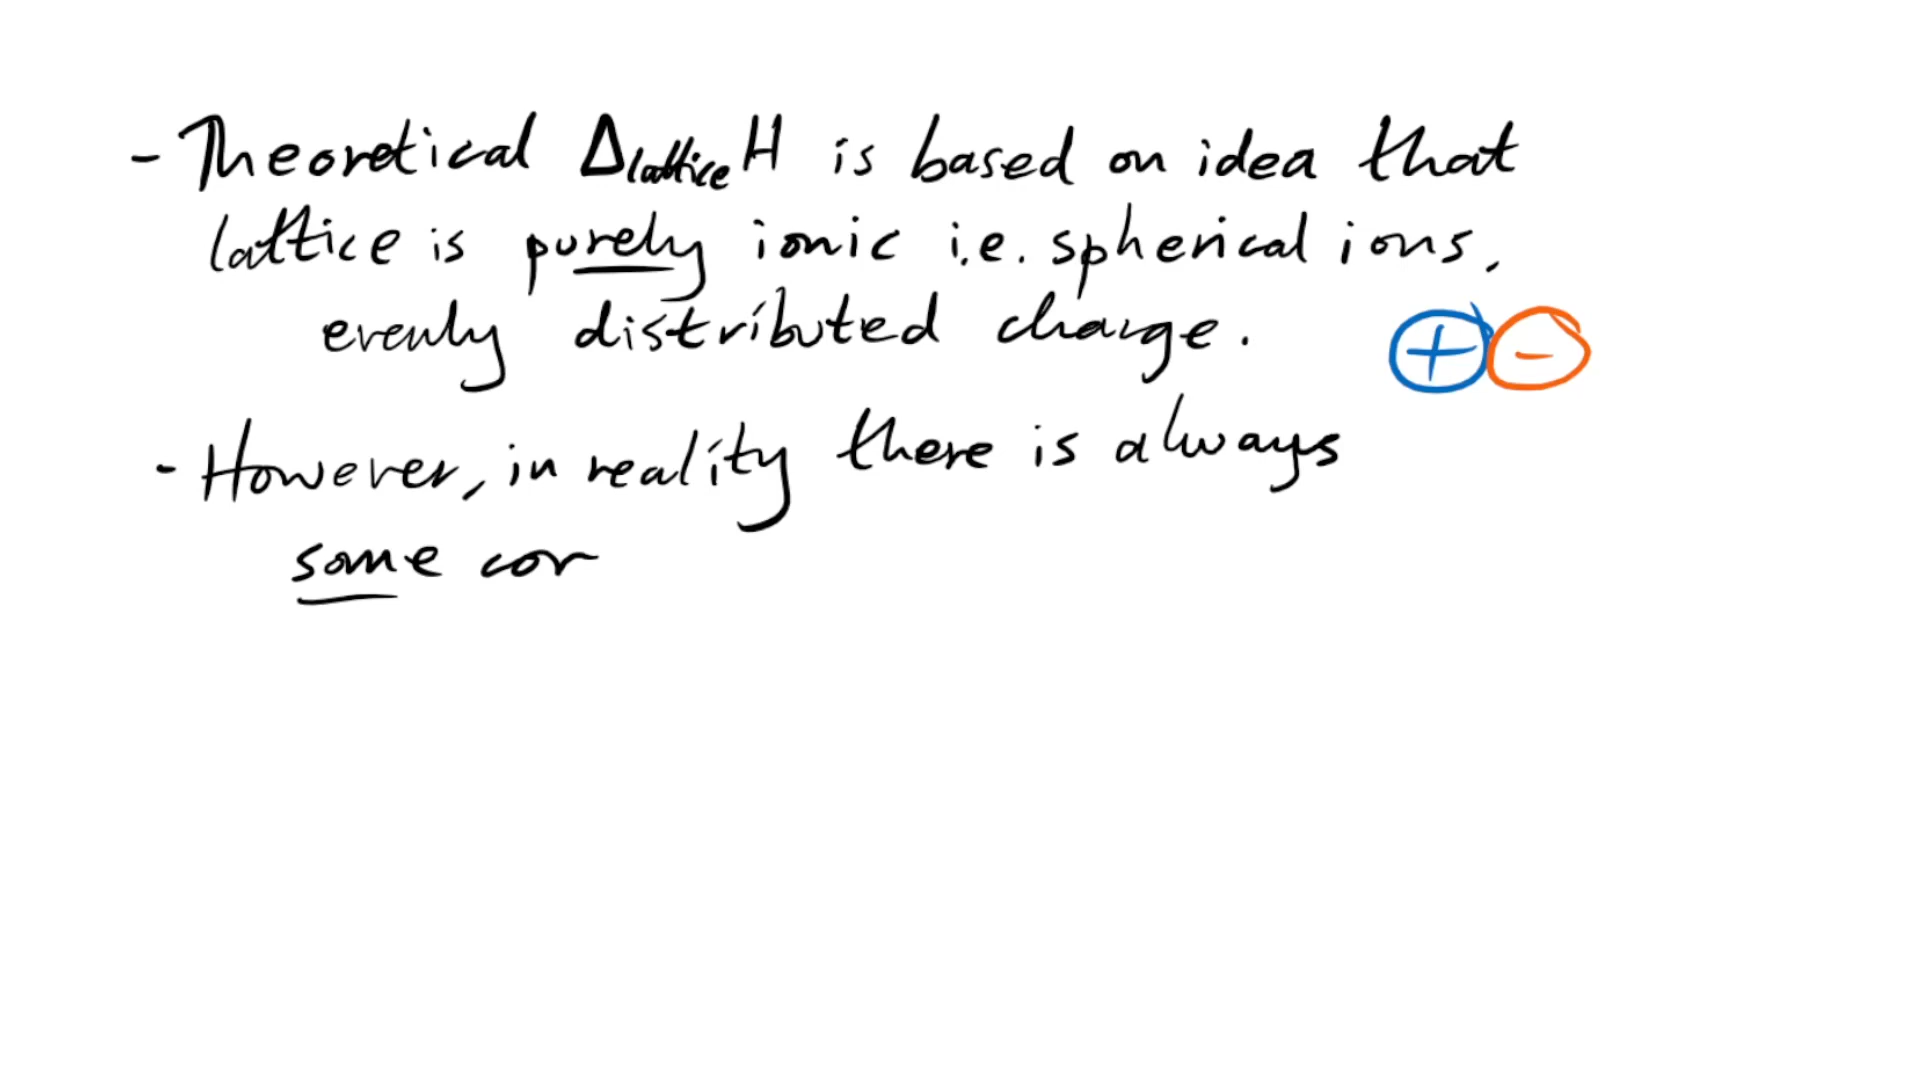 - Theoretical ΔlatticeH is based on idea that
lattice is purely ionic i.e. spherical ions,
evenly distributed charge.
+ -
- However, in reality there is always
some cov